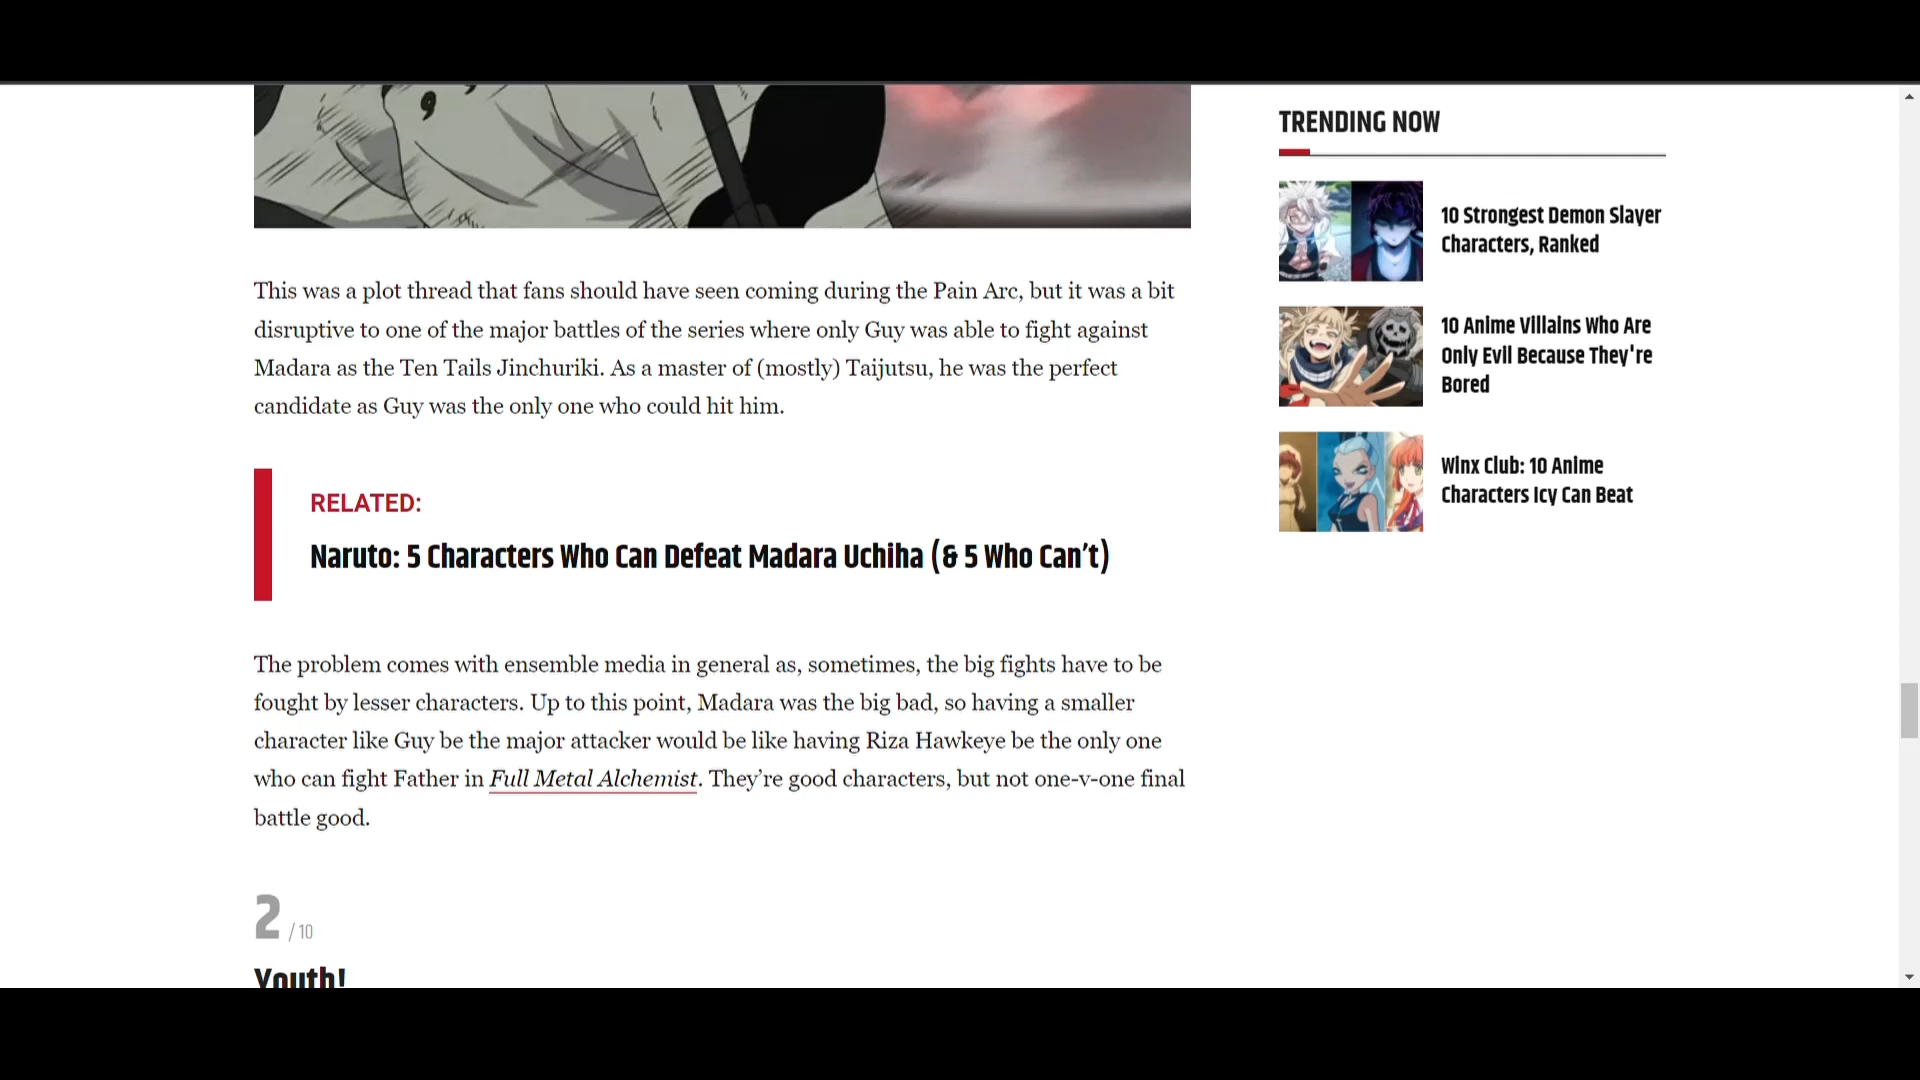 This was a plot thread that fans should have seen coming during the Pain Arc, but it was a bit
disruptive to one of the major battles of the series where only Guy was able to fight against
Madara as the Ten Tails Jinchuriki. As a master of (mostly) Taijutsu, he was the perfect
candidate as Guy was the only one who could hit him.
RELATED:
Naruto: 5 Characters Who Can Defeat Madara Uchiha (& 5 Who Can’t)
The problem comes with ensemble media in general as, sometimes, the big fights have to be
fought by lesser characters. Up to this point, Madara was the big bad, so having a smaller
character like Guy be the major attacker would be like having Riza Hawkeye be the only one
who can fight Father in Full Metal Alchemist. They’re good characters, but not one-v-one final
battle good.
2 / 10
Youth!
TRENDING NOW
10 Strongest Demon Slayer
Characters, Ranked
10 Anime Villains Who Are
Only Evil Because They're
Bored
Winx Club: 10 Anime
Characters Icy Can Beat